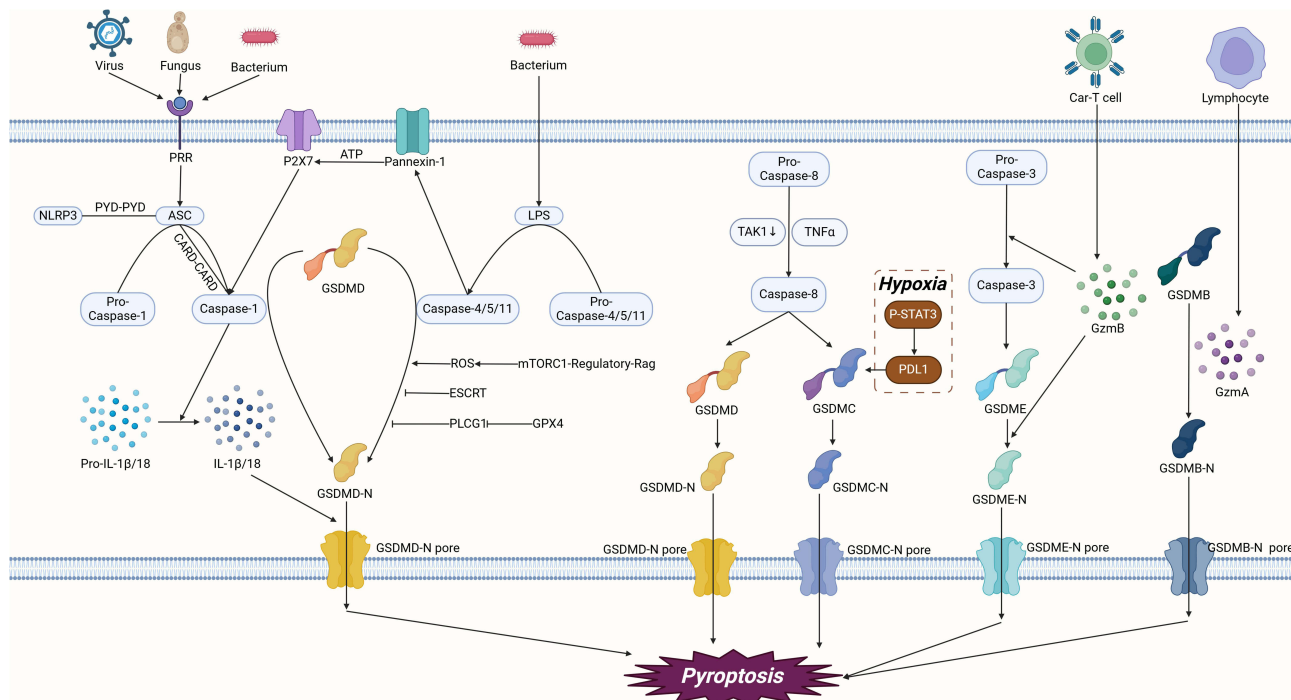 Virus
Fungus
Bacterium
Bacterium
Car-T cell
Lymphocyte
PRR
P2X7
ATP
Pannexin-1
Pro-
Caspase-8
Pro-
Caspase-3
NLRP3
PYD-PYD
ASC
CARD-CARD
LPS
TAK1↓
TNFα
GSDMD
Pro-
Caspase-1
Caspase-1
Caspase-4/5/11
Pro-
Caspase-4/5/11
Caspase-8
Hypoxia
P-STAT3
PDL1
Caspase-3
GzmB
GSDMB
GzmA
ROS
mTORC1-Regulatory-Rag
ESCRT
PLCG1
GPX4
GSDMD
GSDMC
GSDME
Pro-IL-1β/18
IL-1β/18
GSDMD-N
GSDMD-N
GSDMC-N
GSDME-N
GSDMB-N
GSDMD-N pore
GSDMD-N pore
GSDMC-N pore
GSDME-N pore
GSDMB-N pore
Pyroptosis